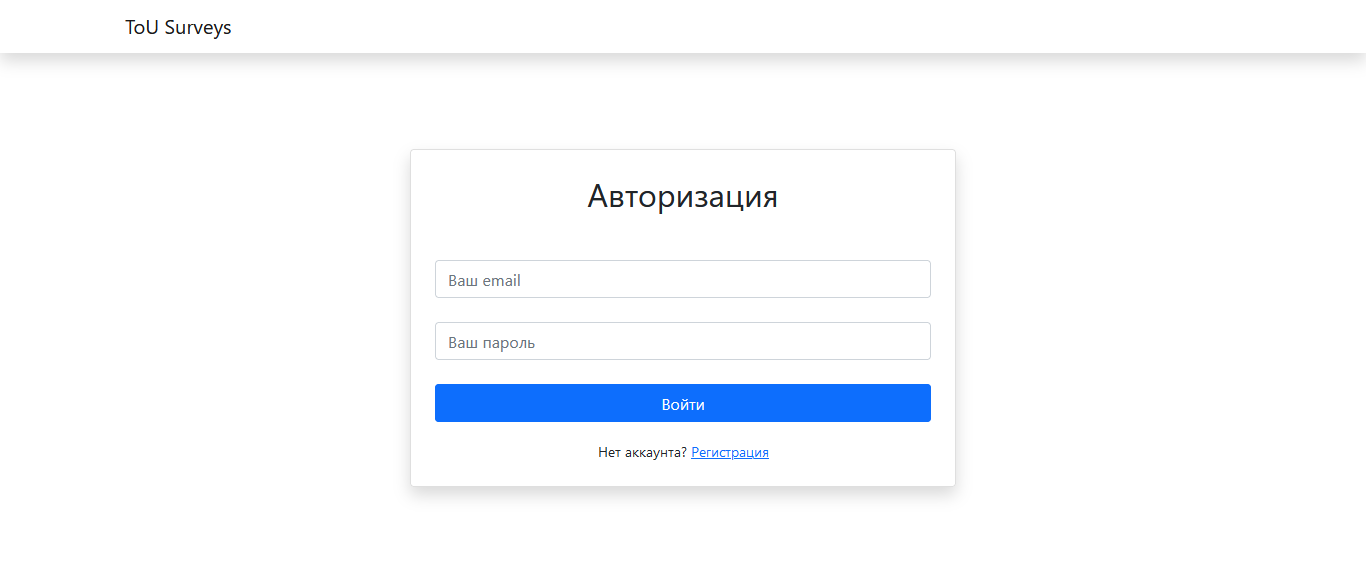 ToU Surveys
Авторизация
Ваш email
Ваш пароль
Войти
Нет аккаунта? Регистрация